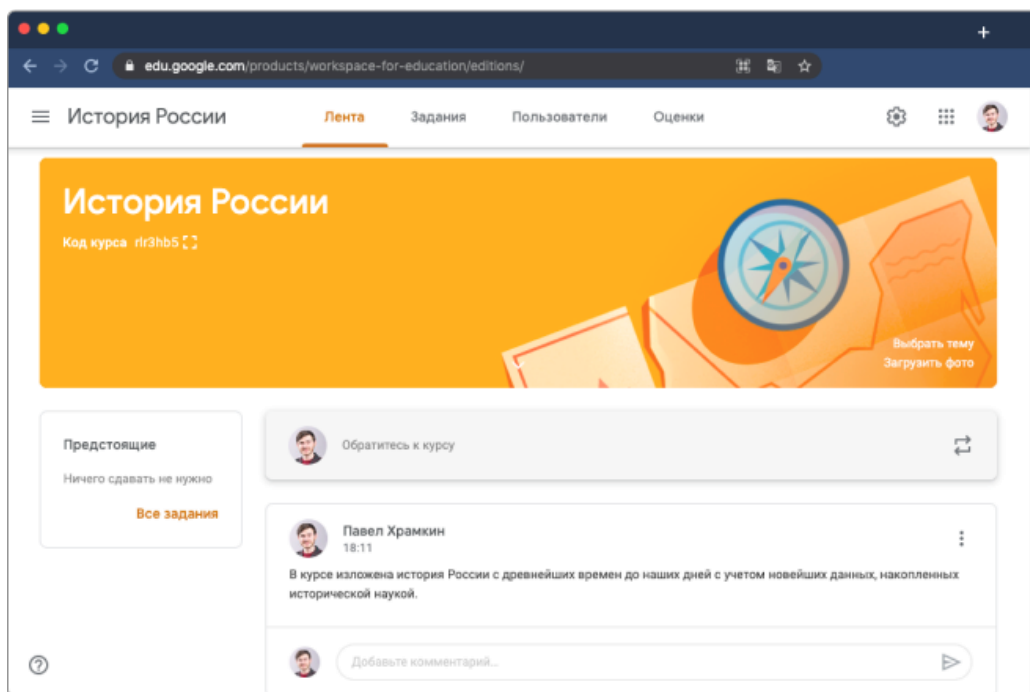 edu.google.com/products/workspace-for-education/editions/
История России
Лента
Задания
Пользователи
Оценки
История России
Код курса rlr3hb5
Выбрать тему
Загрузить фото
Предстоящие
Ничего сдавать не нужно
Все задания
Обратитесь к курсу
Павел Храмкин
18:11
В курсе изложена история России с древнейших времен до наших дней с учетом новейших данных, накопленных
исторической наукой.
Добавьте комментарий...